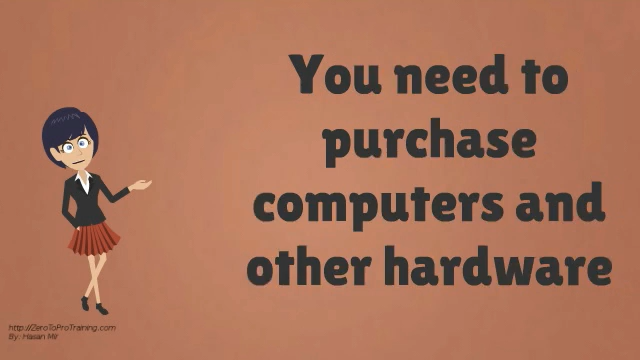 You need to
purchase
computers and
other hardware
http://ZeroToProTraining.com
By: Hasan Mir